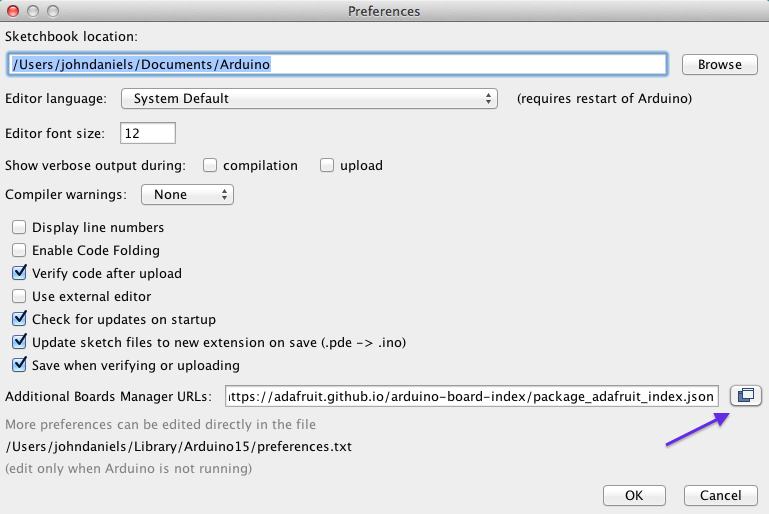 Preferences
Sketchbook location:
/Users/johndaniels/Documents/Arduino Browse
Editor language: System Default (requires restart of Arduino)
Editor font size: 12
Show verbose output during: compilation upload
Compiler warnings: None
Display line numbers
Enable Code Folding
Verify code after upload
Use external editor
Check for updates on startup
Update sketch files to new extension on save (.pde -> .ino)
Save when verifying or uploading
Additional Boards Manager URLs: ttps://adafruit.github.io/arduino-board-index/package_adafruit_index.json
More preferences can be edited directly in the file
/Users/johndaniels/Library/Arduino15/preferences.txt
(edit only when Arduino is not running)
OK Cancel